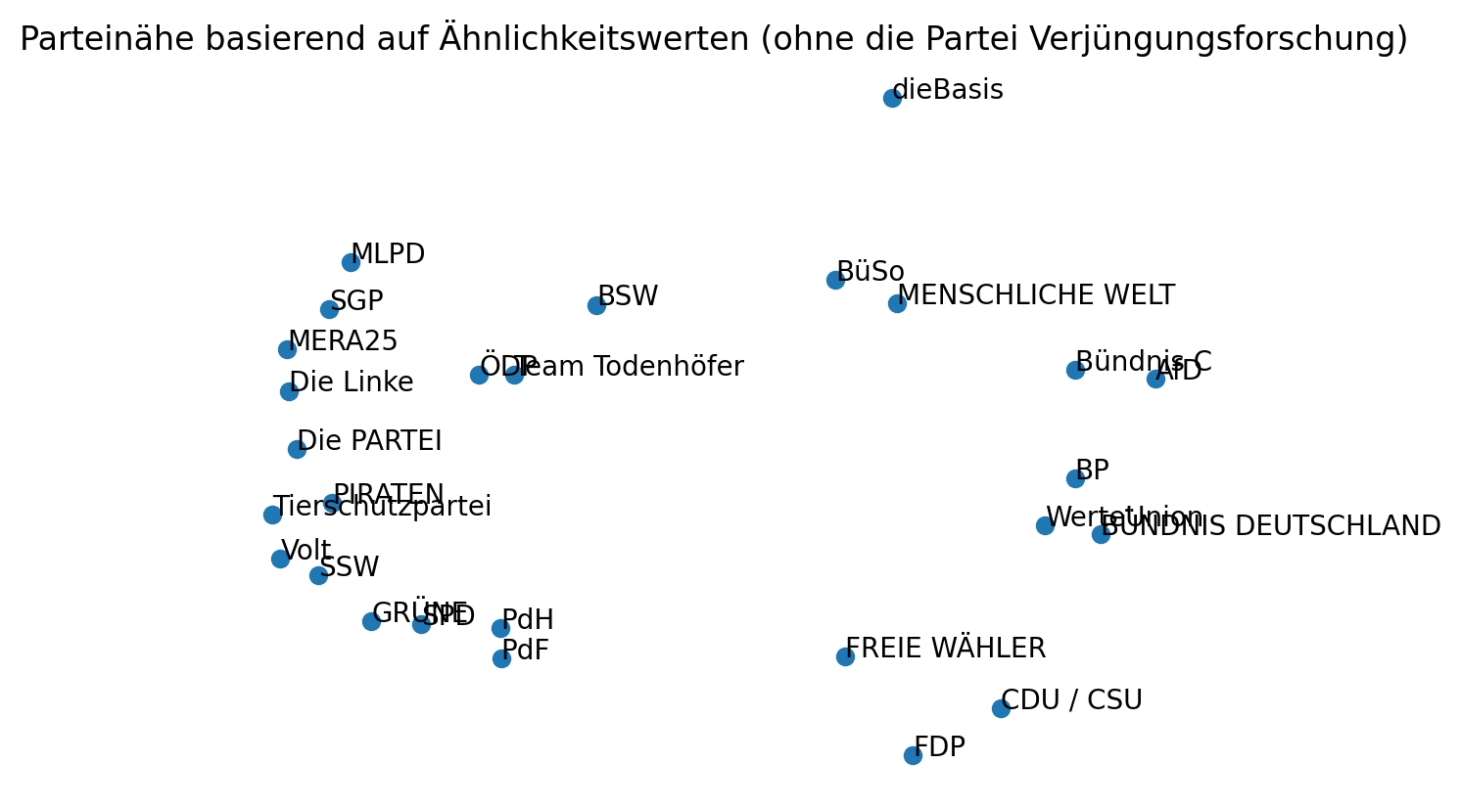 Parteinähe basierend auf Ähnlichkeitswerten (ohne die Partei Verjüngungsforschung)
dieBasis
MLPD
BüSo
SGP
BSW
MENSCHLICHE WELT
MERA25
Die Linke
ÖDP
Team Todenhöfer
Bündnis C
AfD
Die PARTEI
BP
PIRATEN
Tierschutzpartei
WerteUnion
BÜNDNIS DEUTSCHLAND
Volt
SSW
GRÜNE
SPD
PdH
PdF
FREIE WÄHLER
CDU / CSU
FDP